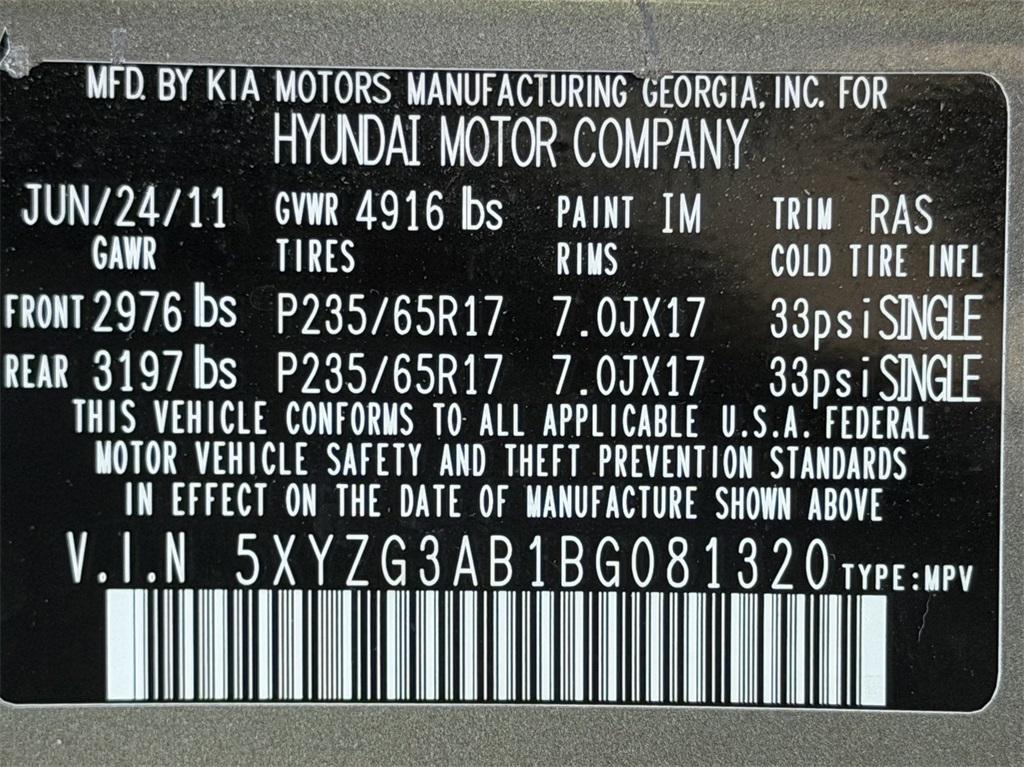 MFD. BY KIA MOTORS MANUFACTURING GEORGIA, INC. FOR
HYUNDAI MOTOR COMPANY
JUN/24/11 GVWR 4916 lbs PAINT IM TRIM RAS
GAWR TIRES RIMS COLD TIRE INFL
FRONT 2976 lbs P235/65R17 7.0JX17 33psi SINGLE
REAR 3197 lbs P235/65R17 7.0JX17 33psi SINGLE
THIS VEHICLE CONFORMS TO ALL APPLICABLE U.S.A. FEDERAL
MOTOR VEHICLE SAFETY AND THEFT PREVENTION STANDARDS
IN EFFECT ON THE DATE OF MANUFACTURE SHOWN ABOVE
V.I.N 5XYZG3AB1BG081320 TYPE:MPV